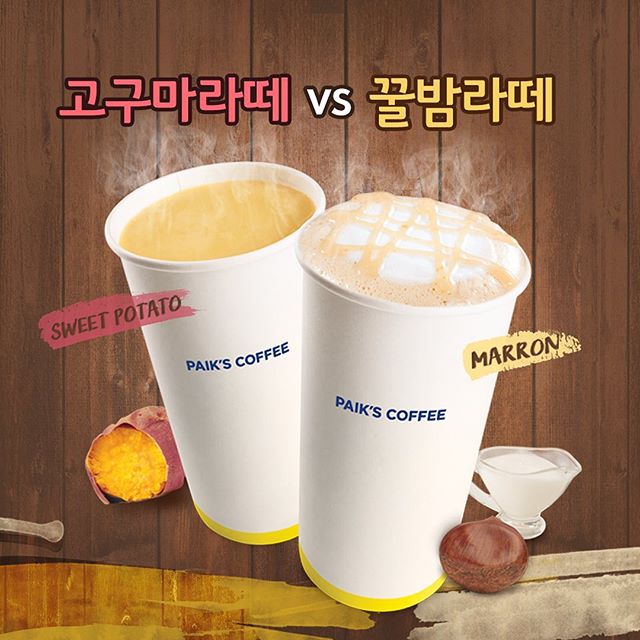 고구마라떼 vs 꿀밤라떼
SWEET POTATO
PAIK'S COFFEE
MARRON
PAIK'S COFFEE